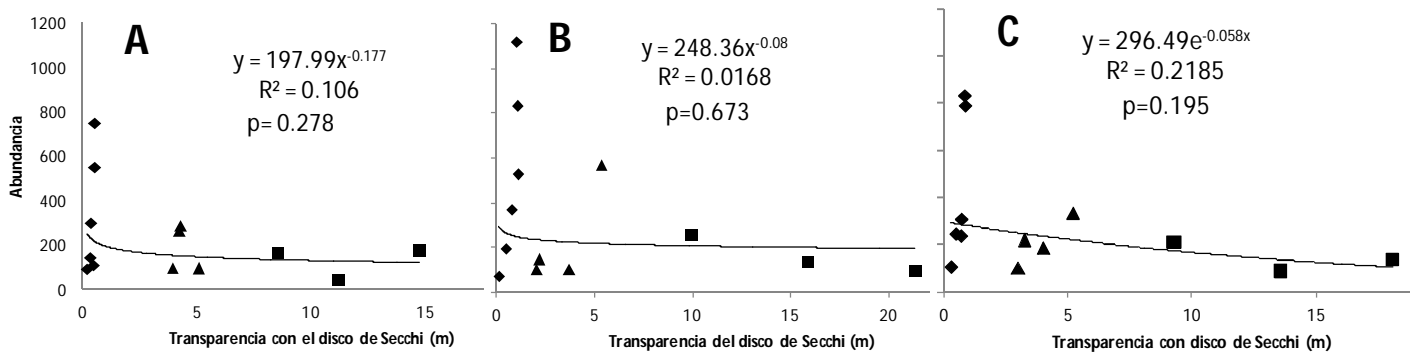 A
y = 197.99x^-0.177
R² = 0.106
p= 0.278
Abundancia
1200
1000
800
600
400
200
0
0 5 10 15
Transparencia con el disco de Secchi (m)
B
y = 248.36x^-0.08
R² = 0.0168
p=0.673
0 5 10 15 20
Transparencia del disco de Secchi (m)
C
y = 296.49e^-0.058x
R² = 0.2185
p=0.195
0 5 10 15
Transparencia con disco de Secchi (m)